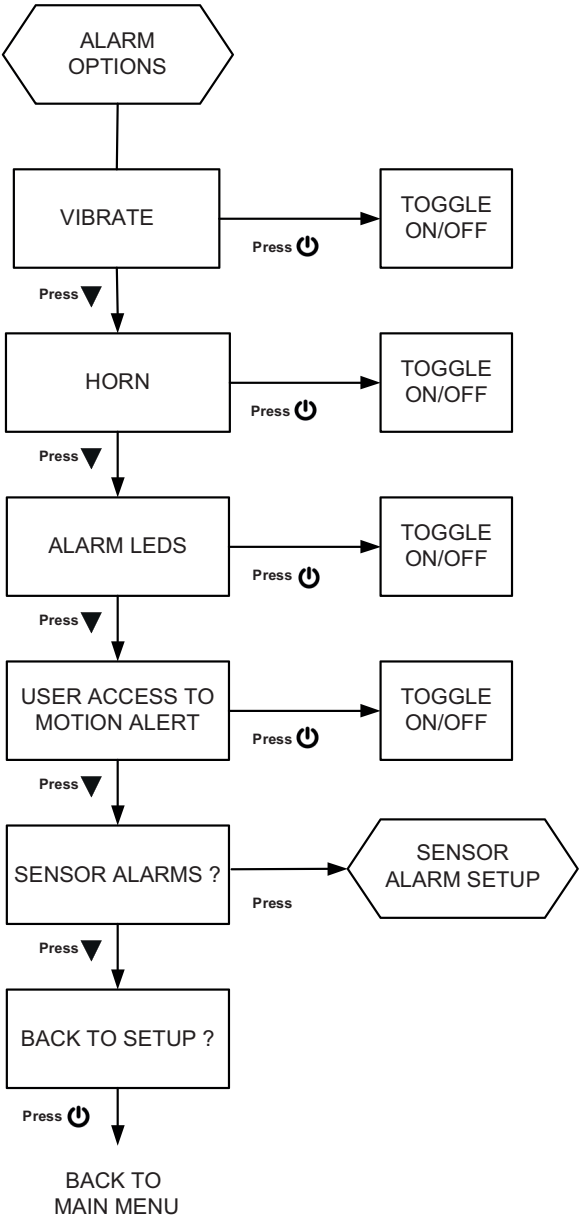 ALARM
OPTIONS
VIBRATE
Press
TOGGLE
ON/OFF
Press
HORN
Press
TOGGLE
ON/OFF
Press
ALARM LEDS
Press
TOGGLE
ON/OFF
Press
USER ACCESS TO
MOTION ALERT
Press
TOGGLE
ON/OFF
Press
SENSOR ALARMS ?
Press
SENSOR
ALARM SETUP
Press
BACK TO SETUP ?
Press
BACK TO
MAIN MENU